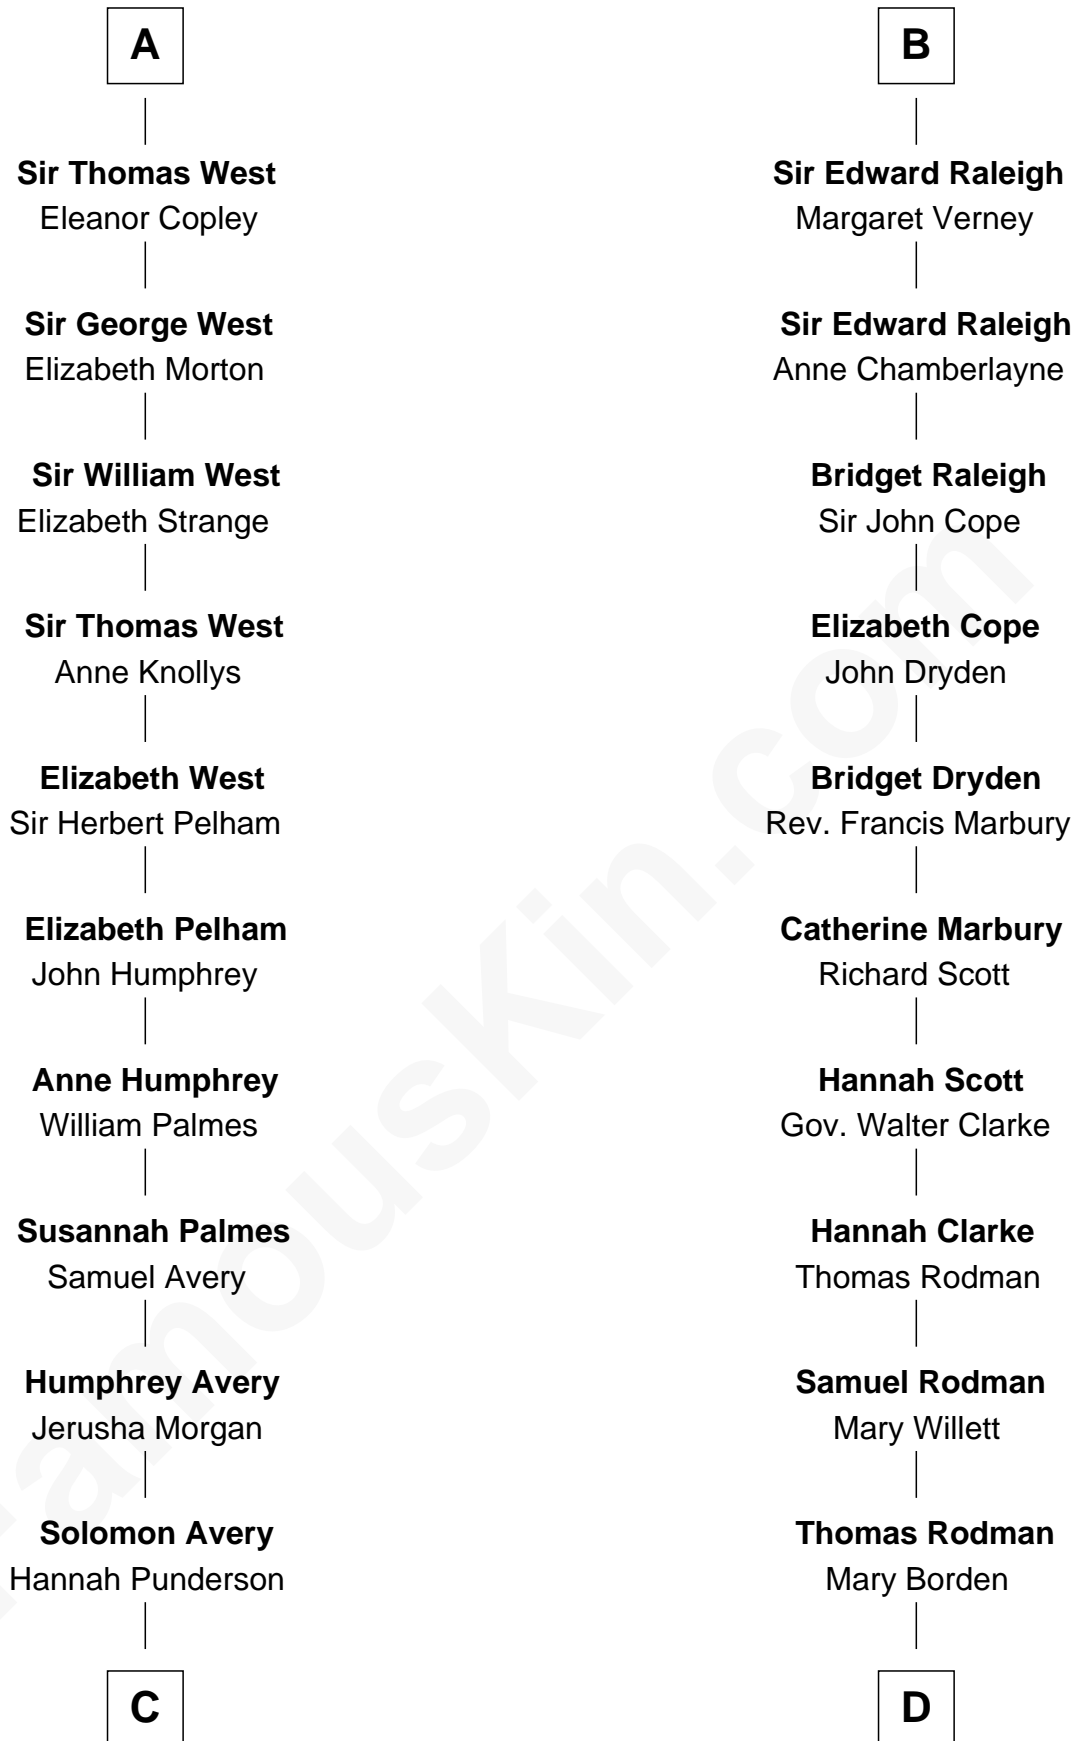 A
Sir Thomas West
Eleanor Copley
Sir George West
Elizabeth Morton
Sir William West
Elizabeth Strange
Sir Thomas West
Anne Knollys
Elizabeth West
Sir Herbert Pelham
Elizabeth Pelham
John Humphrey
Anne Humphrey
William Palmes
Susannah Palmes
Samuel Avery
Humphrey Avery
Jerusha Morgan
Solomon Avery
Hannah Punderson
C
B
Sir Edward Raleigh
Margaret Verney
Sir Edward Raleigh
Anne Chamberlayne
Bridget Raleigh
Sir John Cope
Elizabeth Cope
John Dryden
Bridget Dryden
Rev. Francis Marbury
Catherine Marbury
Richard Scott
Hannah Scott
Gov. Walter Clarke
Hannah Clarke
Thomas Rodman
Samuel Rodman
Mary Willett
Thomas Rodman
Mary Borden
D
FamousKin.com